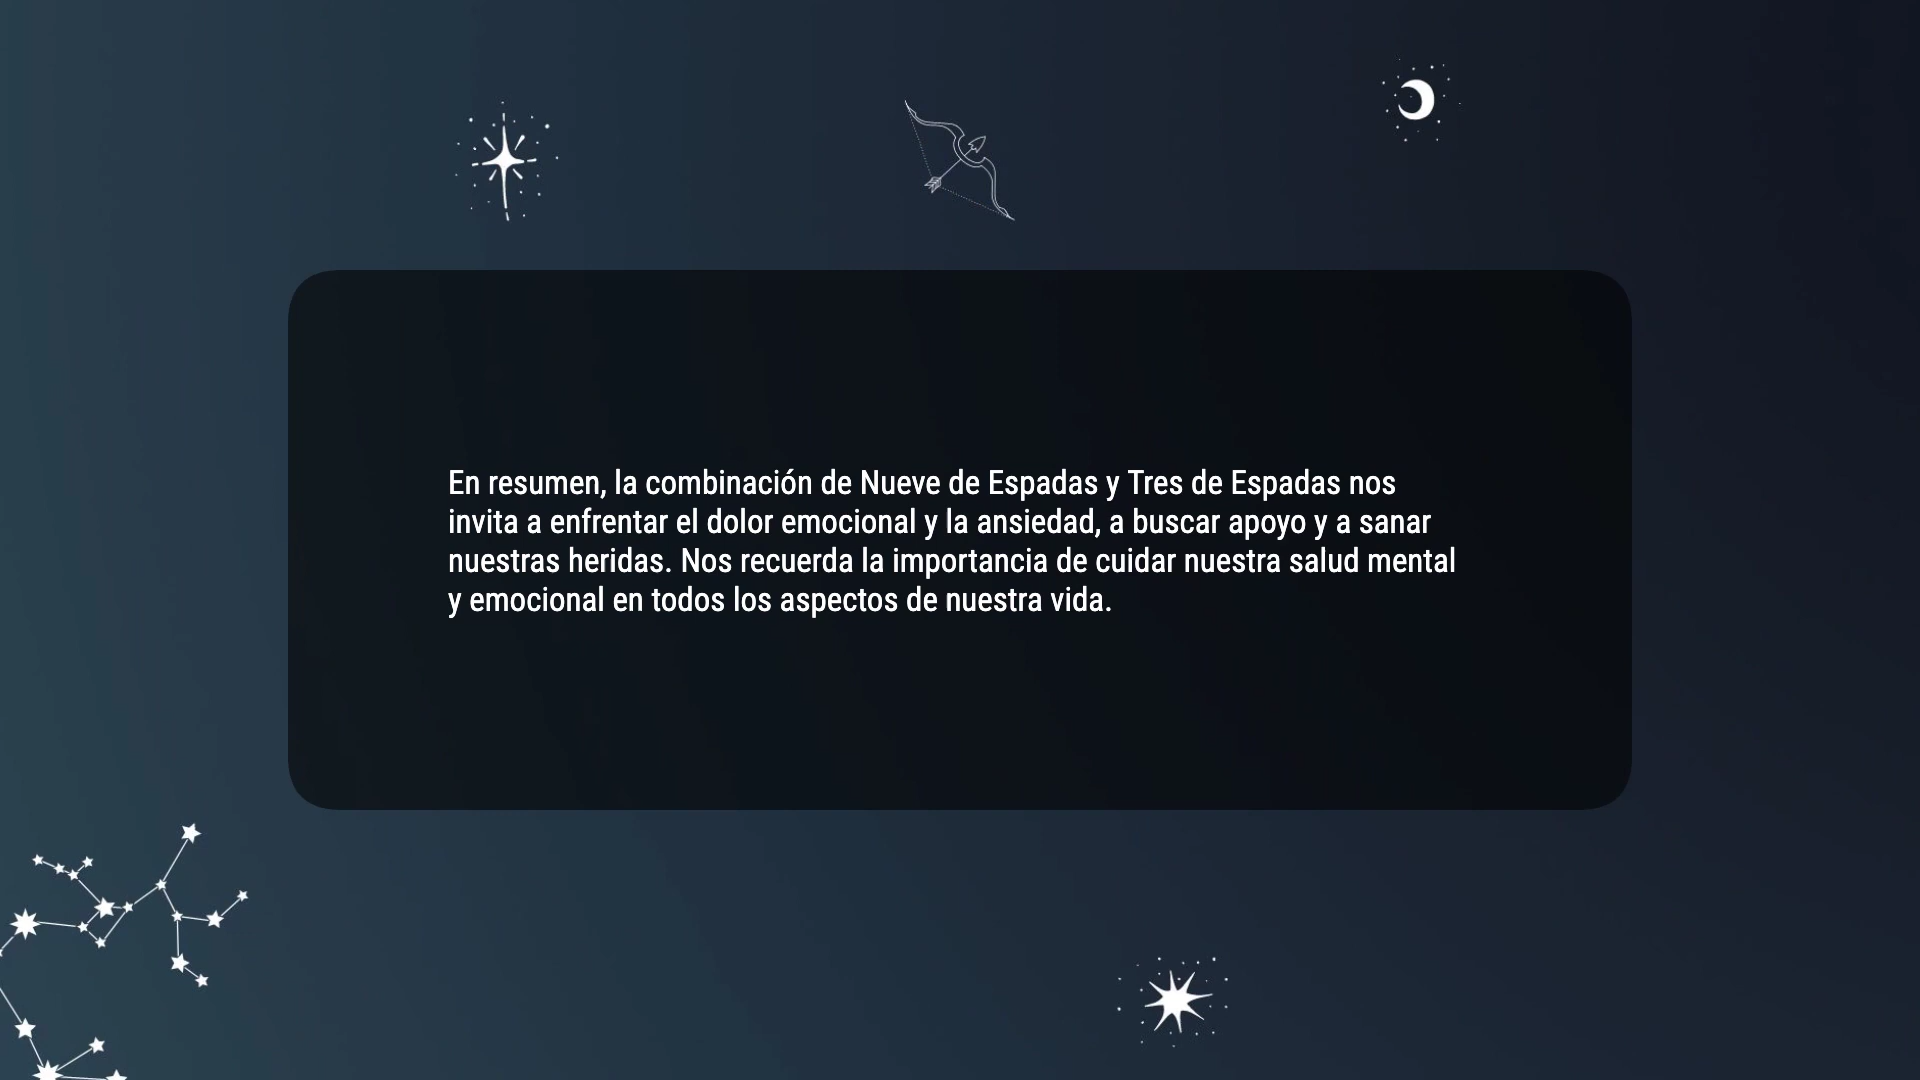 En resumen, la combinación de Nueve de Espadas y Tres de Espadas nos
invita a enfrentar el dolor emocional y la ansiedad, a buscar apoyo y a sanar
nuestras heridas. Nos recuerda la importancia de cuidar nuestra salud mental
y emocional en todos los aspectos de nuestra vida.